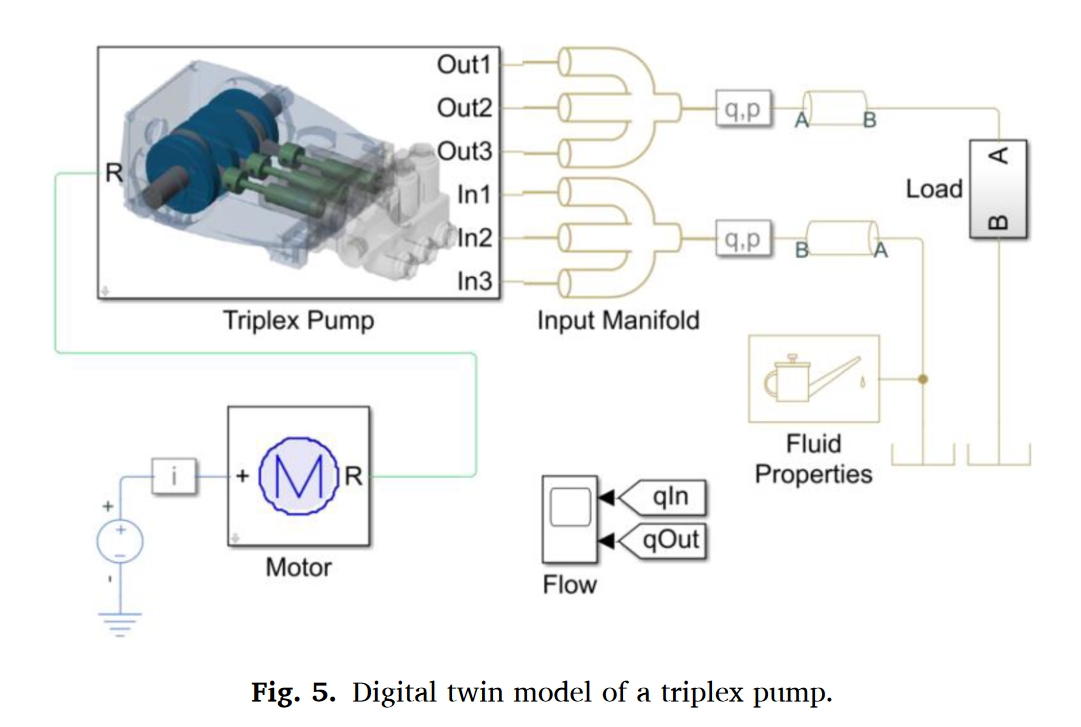 Out1
Out2
Out3
In1
In2
In3
R
Triplex Pump
Input Manifold
q,p
A
B
q,p
B
A
Load
A
B
Fluid
Properties
i
+
M
R
Motor
+
+
−
-
qIn
qOut
Flow
Fig. 5. Digital twin model of a triplex pump.